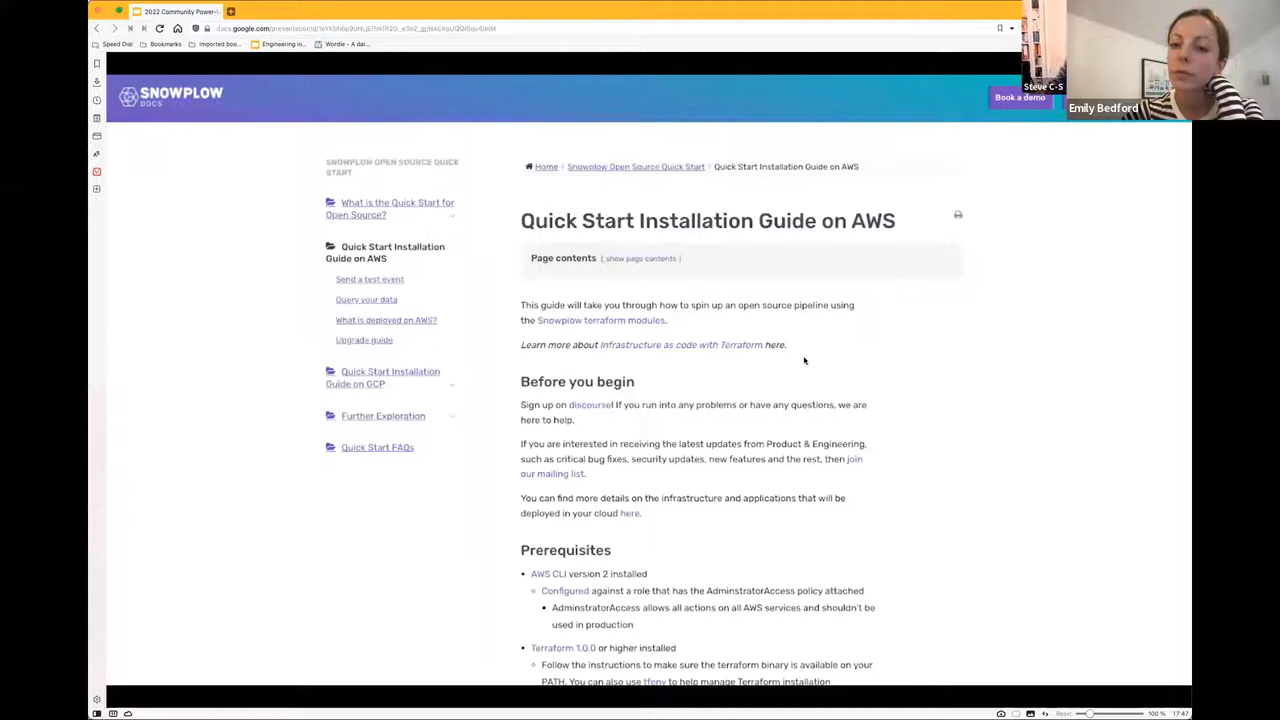 2022 Community Power-
docs.google.com
Speed Dial
Bookmarks
Imported boo...
Engineering in...
Wordle - A dai...
SNOWPLOW
DOCS
Book a demo
Steve C-S
Emily Bedford
SNOWPLOW OPEN SOURCE QUICK
START
What is the Quick Start for
Open Source?
Quick Start Installation
Guide on AWS
Send a test event
Query your data
What is deployed on AWS?
Upgrade guide
Quick Start Installation
Guide on GCP
Further Exploration
Quick Start FAQs
Home / Snowplow Open Source Quick Start / Quick Start Installation Guide on AWS
Quick Start Installation Guide on AWS
Page contents [ show page contents ]
This guide will take you through how to spin up an open source pipeline using
the Snowplow terraform modules.
Learn more about Infrastructure as code with Terraform here.
Before you begin
Sign up on discourse! If you run into any problems or have any questions, we are
here to help.
If you are interested in receiving the latest updates from Product & Engineering,
such as critical bug fixes, security updates, new features and the rest, then join
our mailing list.
You can find more details on the infrastructure and applications that will be
deployed in your cloud here.
Prerequisites
• AWS CLI version 2 installed
Configured against a role that has the AdminstratorAccess policy attached
AdminstratorAccess allows all actions on all AWS services and shouldn't be
used in production
• Terraform 1.0.0 or higher installed
Follow the instructions to make sure the terraform binary is available on your
PATH. You can also use tfenv to help manage Terraform installation
Reset
100 %
17:47